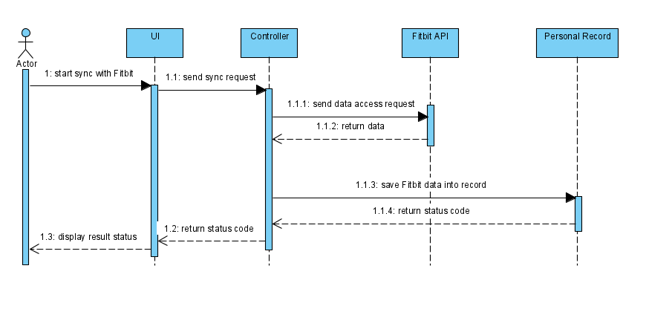 UI
Controller
Fitbit API
Personal Record
Actor
1: start sync with Fitbit
1.1: send sync request
1.1.1: send data access request
1.1.2: return data
1.1.3: save Fitbit data into record
1.1.4: return status code
1.2: return status code
1.3: display result status